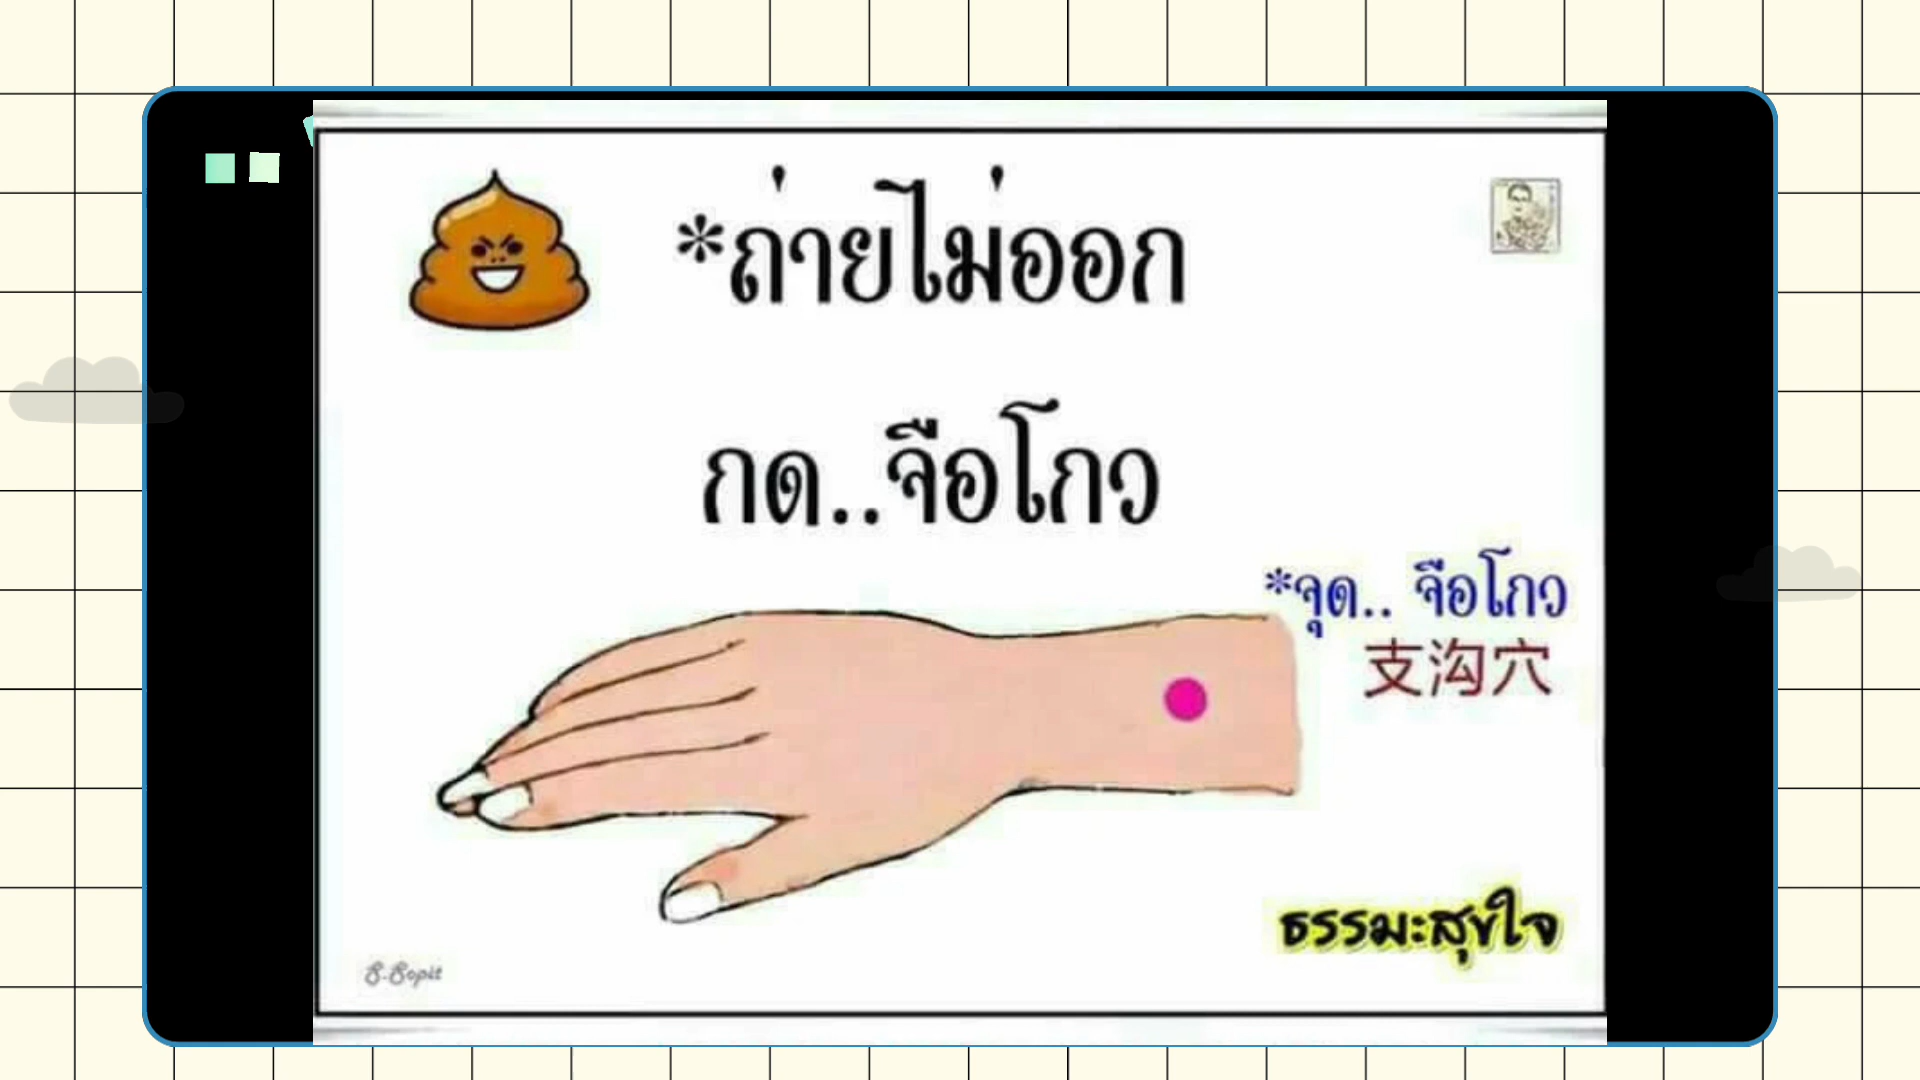 *ถ่ายไม่ออก
กด..จือโกว
*จุด.. จือโกว
支沟穴
ธรรมะสุขใจ
S-Sopit